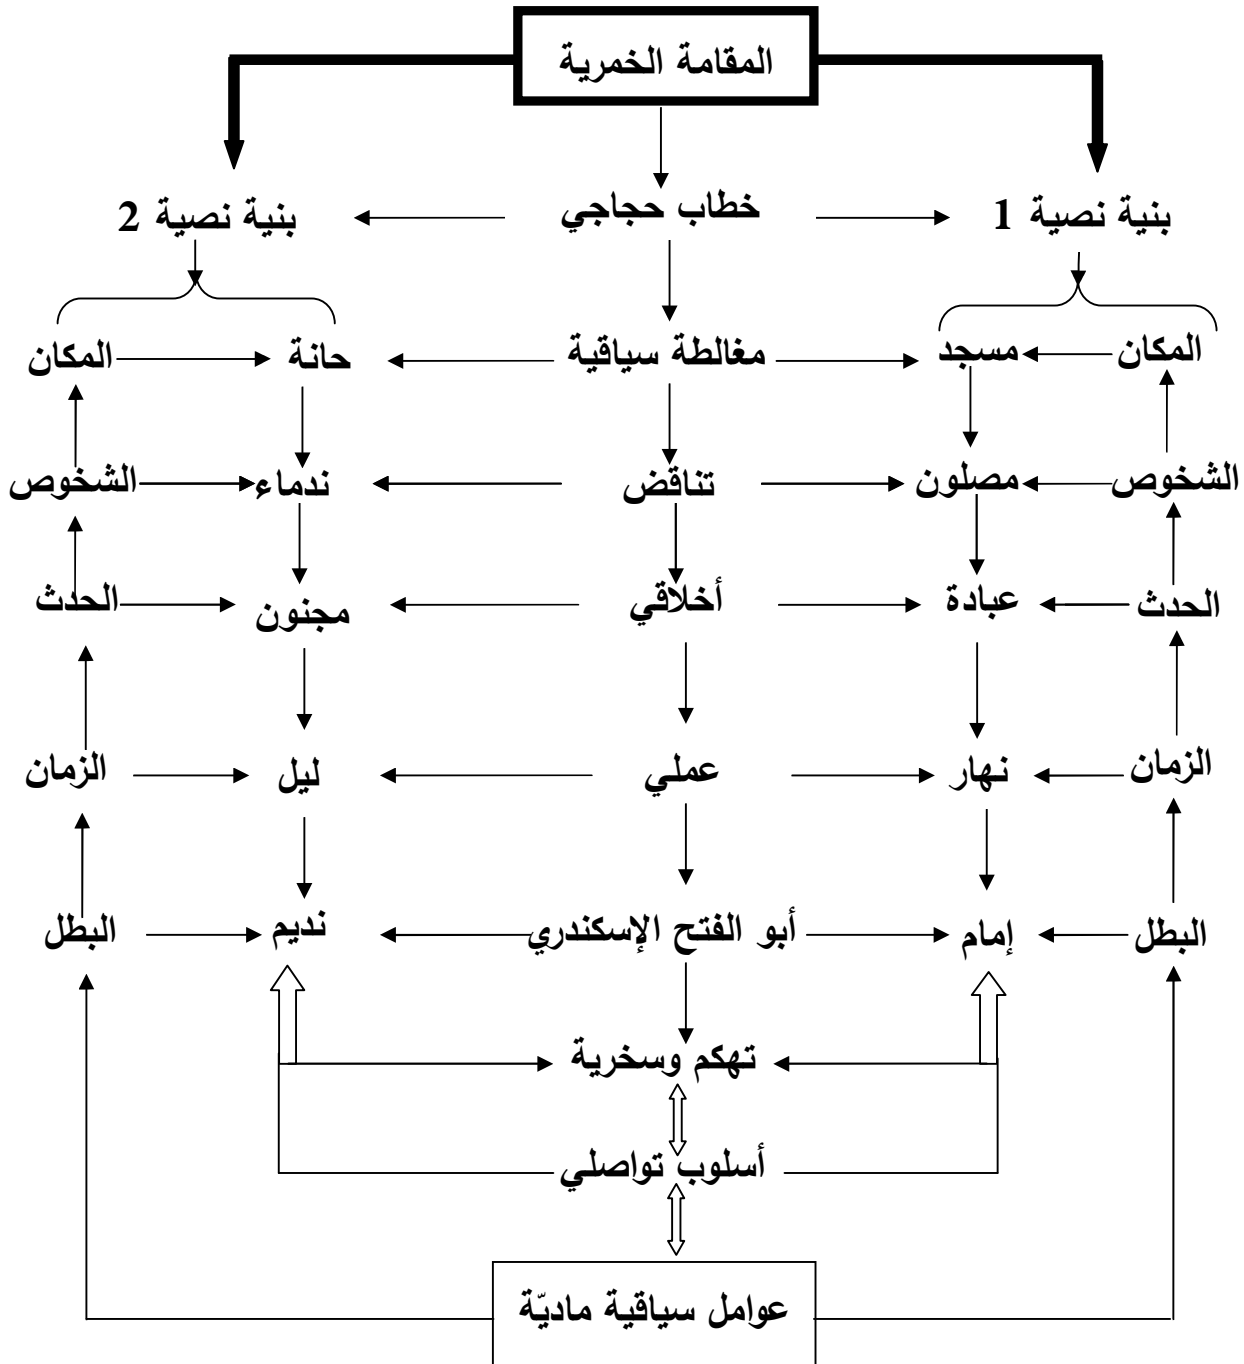 المقامة الخمرية
بنية نصية 1 خطاب حجاجي بنية نصية 2
المكان مسجد مغالطة سياقية حانة المكان
الشخوص مصلون تناقض ندماء الشخوص
الحدث عبادة أخلاقي مجنون الحدث
الزمان نهار عملي ليل الزمان
البطل إمام أبو الفتح الإسكندري نديم البطل
تهكم وسخرية
أسلوب تواصلي
عوامل سياقية ماديّة